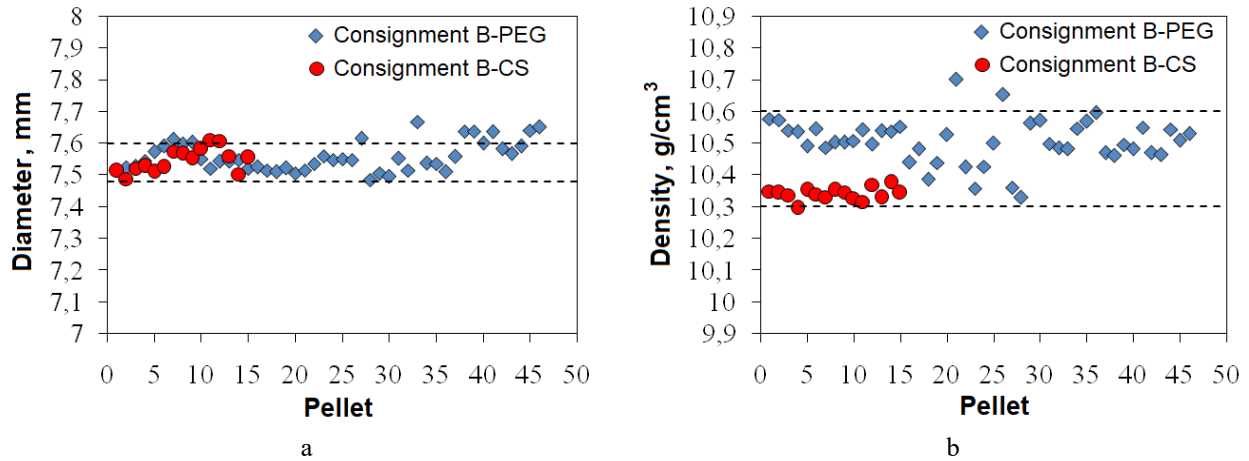 8
7,9
7,8
7,7
7,6
7,5
7,4
7,3
7,2
7,1
7
0 5 10 15 20 25 30 35 40 45 50
Diameter, mm
Pellet
Consignment B-PEG
Consignment B-CS
a
10,9
10,8
10,7
10,6
10,5
10,4
10,3
10,2
10,1
10
9,9
0 5 10 15 20 25 30 35 40 45 50
Density, g/cm³
Pellet
Consignment B-PEG
Consignment B-CS
b